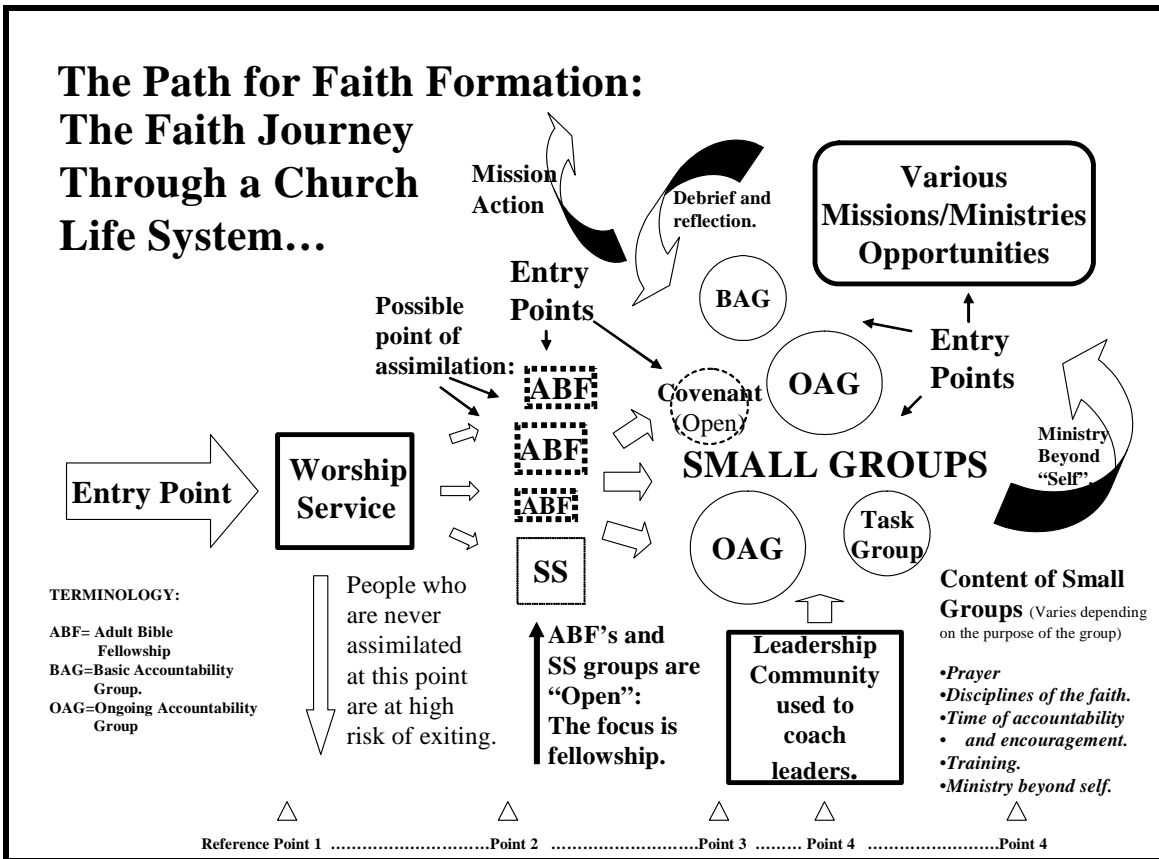 The Path for Faith Formation:
The Faith Journey
Through a Church
Life System…
Mission
Action
Debrief and
reflection.
Various
Missions/Ministries
Opportunities
Entry
Points
BAG
Possible
point of
assimilation:
Entry
Points
ABF
Covenant
(Open)
OAG
ABF
Ministry
Beyond
“Self”.
SMALL GROUPS
Entry Point
Worship
Service
ABF
OAG
Task
Group
SS
TERMINOLOGY:
ABF= Adult Bible
Fellowship
BAG=Basic Accountability
Group.
OAG=Ongoing Accountability
Group
People who
are never
assimilated
at this point
are at high
risk of exiting.
ABF’s and
SS groups are
“Open”:
The focus is
fellowship.
Leadership
Community
used to
coach
leaders.
Content of Small
Groups (Varies depending
on the purpose of the group)
•Prayer
•Disciplines of the faith.
•Time of accountability
• and encouragement.
•Training.
•Ministry beyond self.
Reference Point 1 …………………………Point 2 ……………………….Point 3 ……… Point 4 ……………………..Point 4